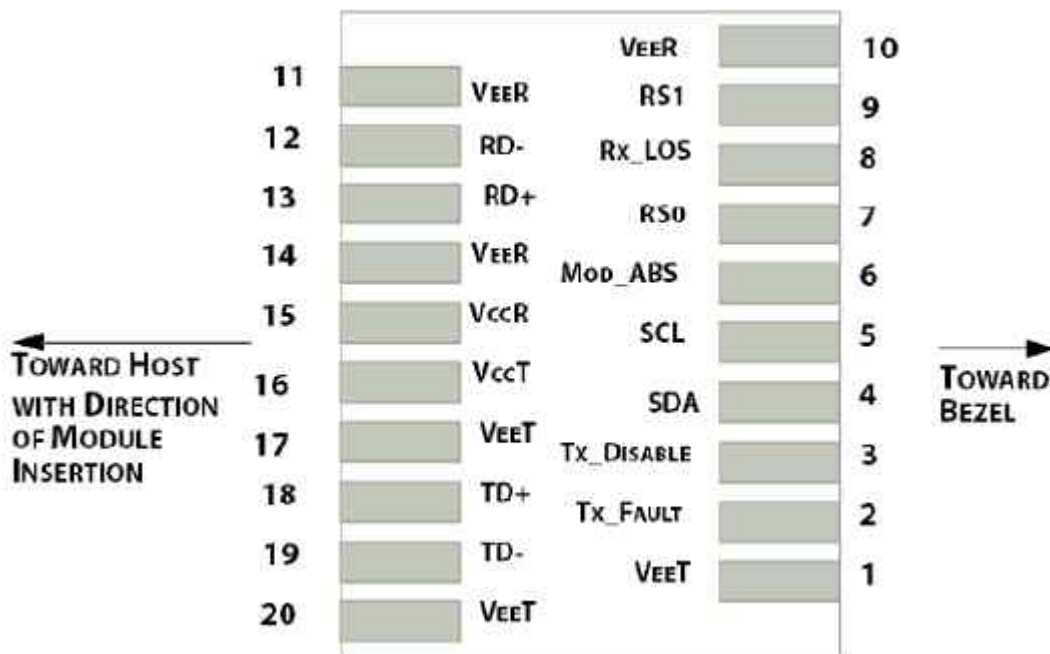 VEER 10
11 VEER
RS1 9
12 RD-
Rx_LOS 8
13 RD+
RS0 7
14 VEER
MOD_ABS 6
15 VCCR
SCL 5
TOWARD HOST
WITH DIRECTION
OF MODULE
INSERTION
16 VCCT
SDA 4
TOWARD
BEZEL
17 VEET
TX_DISABLE 3
18 TD+
TX_FAULT 2
19 TD-
VEET 1
20 VEET